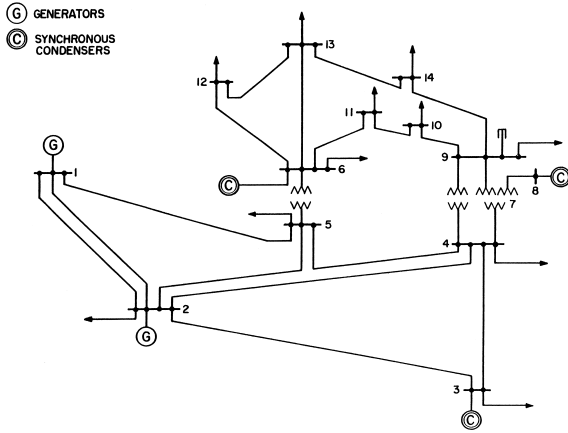 G GENERATORS
C SYNCHRONOUS
CONDENSERS
13
14
12
11
10
9
G
6
C
8
C
1
7
5
4
2
G
3
C